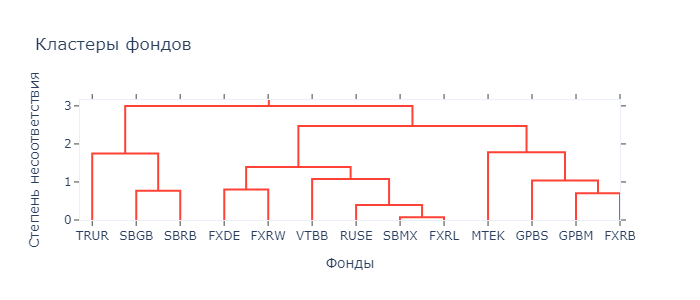 Кластеры фондов
Степень несоответствия
3
2
1
0
TRUR SBGB SBRB FXDE FXRW VTBB RUSE SBMX FXRL MTEK GPBS GPBM FXRB
Фонды